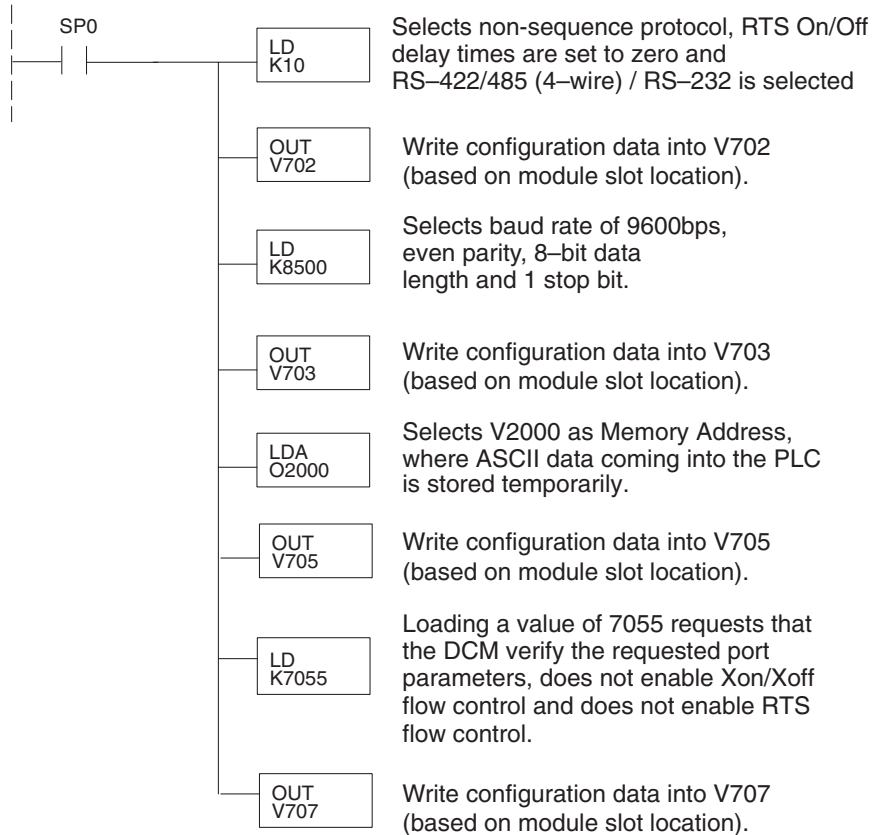 SP0
LD
K10
Selects non-sequence protocol, RTS On/Off
delay times are set to zero and
RS–422/485 (4–wire) / RS–232 is selected
OUT
V702
Write configuration data into V702
(based on module slot location).
LD
K8500
Selects baud rate of 9600bps,
even parity, 8–bit data
length and 1 stop bit.
OUT
V703
Write configuration data into V703
(based on module slot location).
LDA
O2000
Selects V2000 as Memory Address,
where ASCII data coming into the PLC
is stored temporarily.
OUT
V705
Write configuration data into V705
(based on module slot location).
LD
K7055
Loading a value of 7055 requests that
the DCM verify the requested port
parameters, does not enable Xon/Xoff
flow control and does not enable RTS
flow control.
OUT
V707
Write configuration data into V707
(based on module slot location).